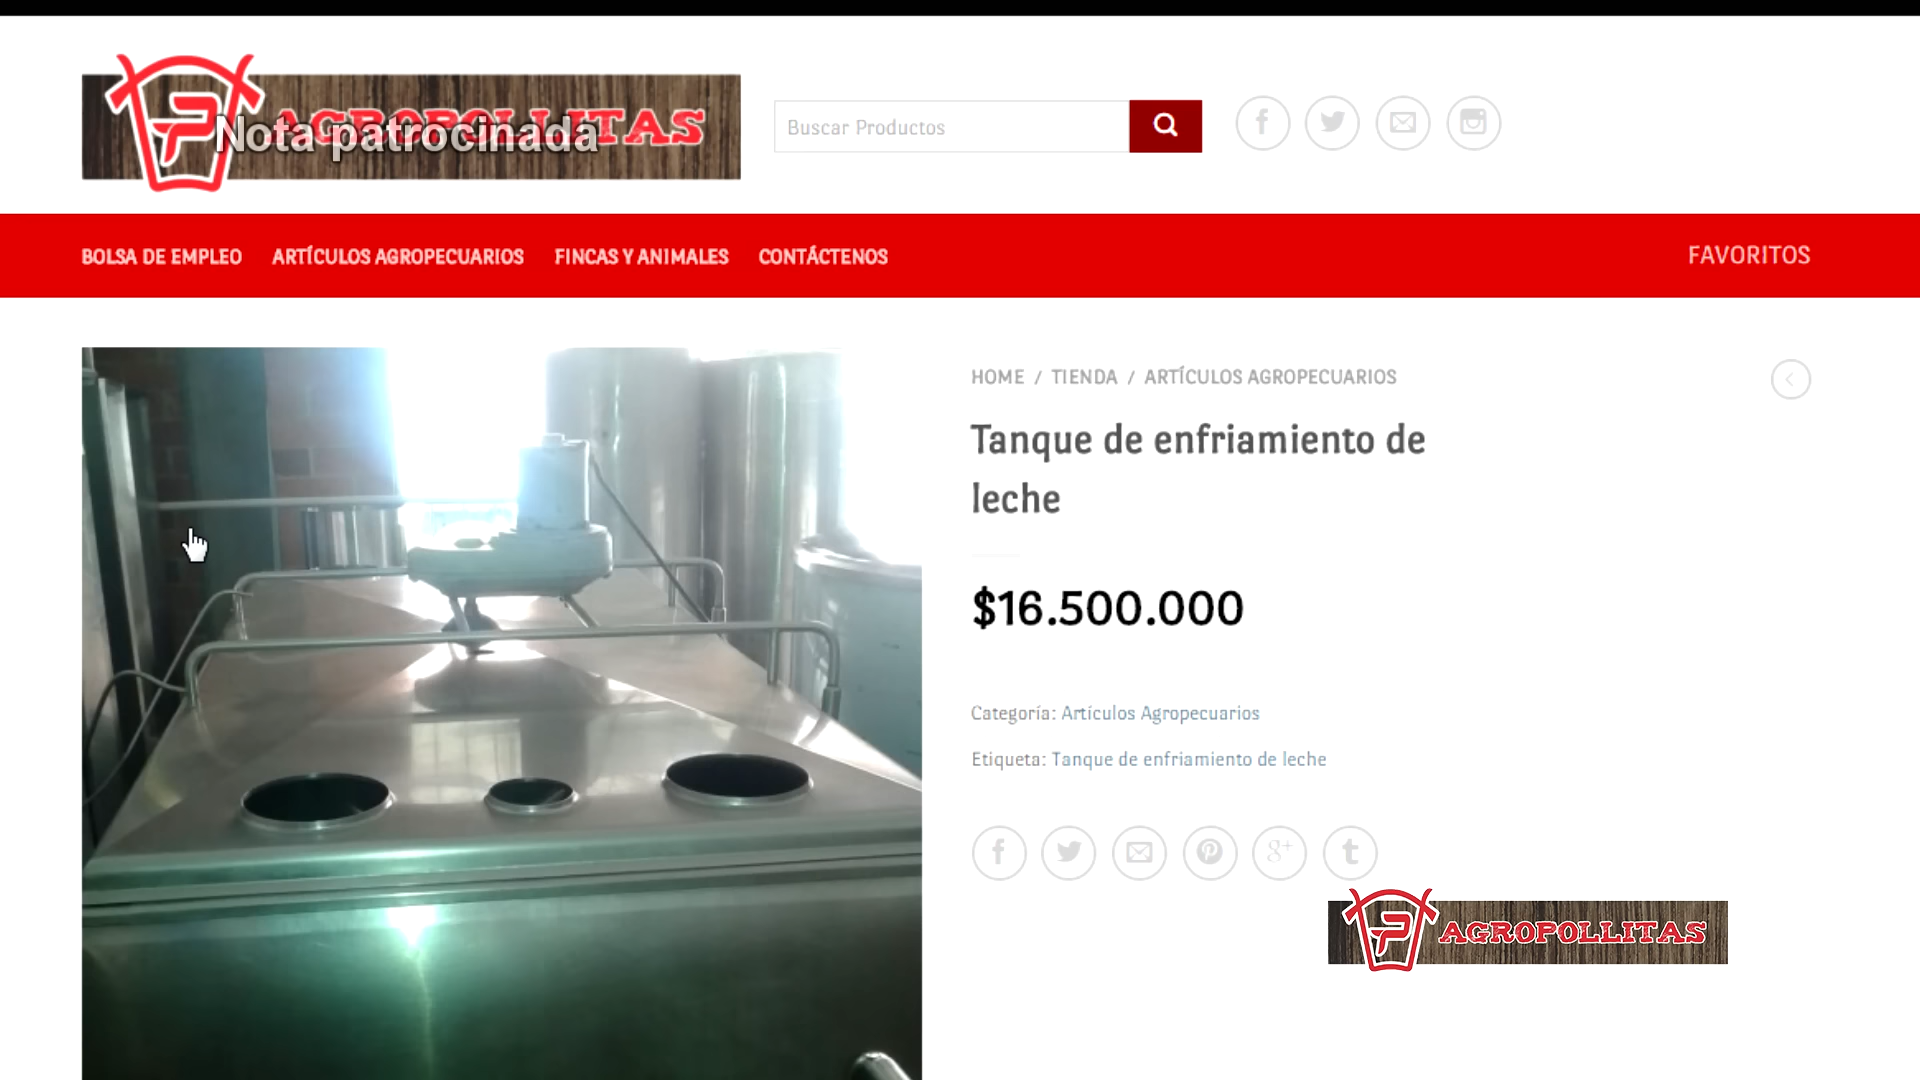 AGROPOLLITAS
Nota patrocinada
Buscar Productos
BOLSA DE EMPLEO ARTÍCULOS AGROPECUARIOS FINCAS Y ANIMALES CONTÁCTENOS FAVORITOS
HOME / TIENDA / ARTÍCULOS AGROPECUARIOS
Tanque de enfriamiento de
leche
$16.500.000
Categoría: Artículos Agropecuarios
Etiqueta: Tanque de enfriamiento de leche
AGROPOLLITAS